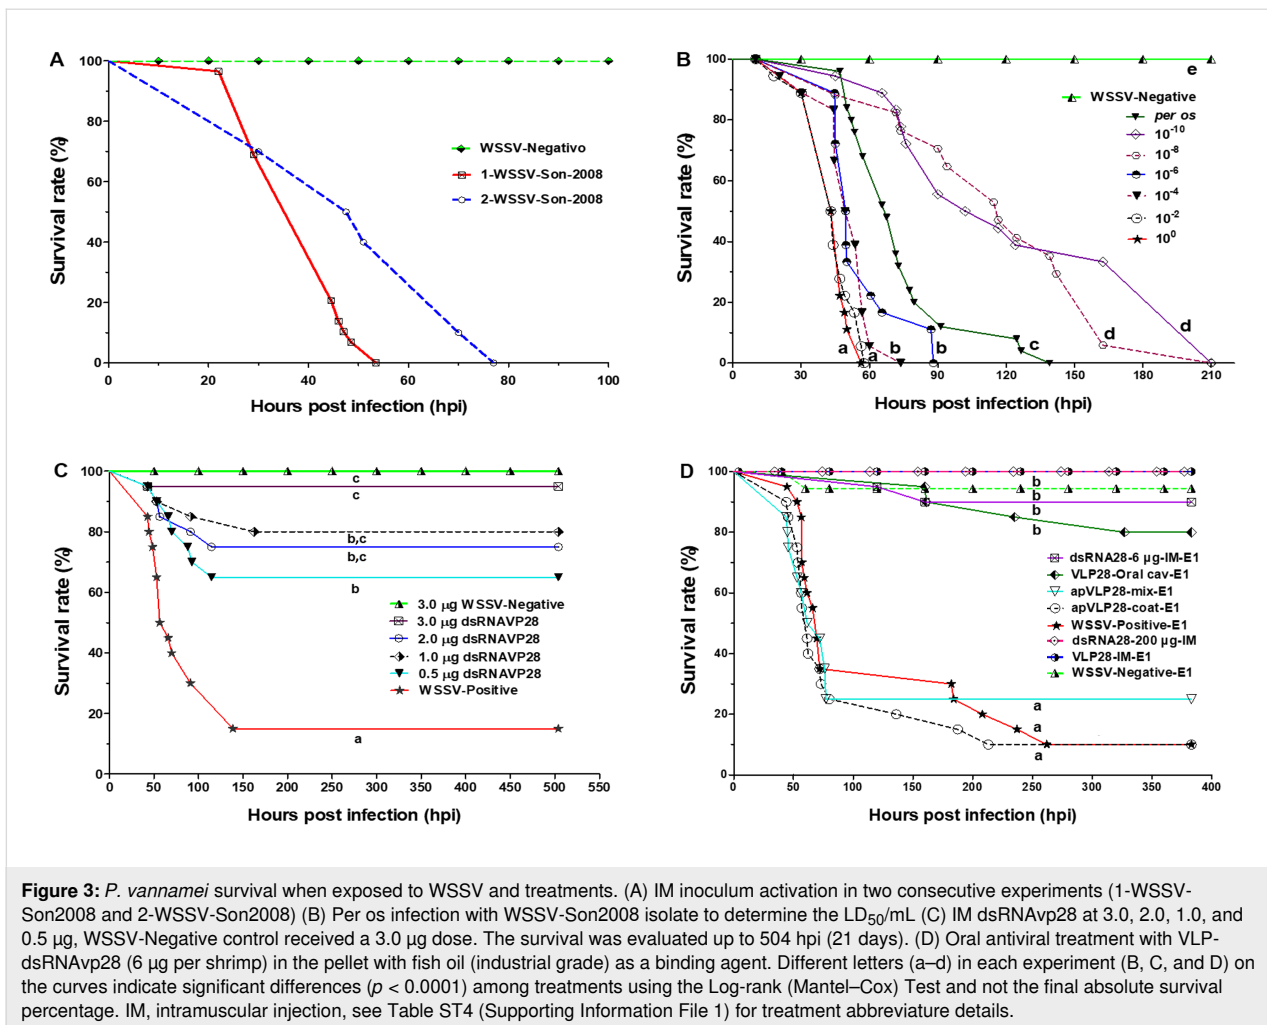 A
Survival rate (%)
100
80
60
40
20
0
0 20 40 60 80 100
Hours post infection (hpi)
WSSV-Negativo
1-WSSV-Son-2008
2-WSSV-Son-2008
B
Survival rate (%)
100
80
60
40
20
0
0 30 60 90 120 150 180 210
Hours post infection (hpi)
e
WSSV-Negative
per os
10-10
10-8
10-6
10-4
10-2
100
a a b b c d d
C
Survival rate (%)
100
80
60
40
20
0
0 50 100 150 200 250 300 350 400 450 500 550
Hours post infection (hpi)
c
c
b,c
b,c
b
3.0 μg WSSV-Negative
3.0 μg dsRNAVP28
2.0 μg dsRNAVP28
1.0 μg dsRNAVP28
0.5 μg dsRNAVP28
WSSV-Positive
a
D
Survival rate (%)
100
80
60
40
20
0
0 50 100 150 200 250 300 350 400
Hours post infection (hpi)
b
b
b
b
dsRNA28-6 μg-IM-E1
VLP28-Oral cav-E1
apVLP28-mix-E1
apVLP28-coat-E1
WSSV-Positive-E1
dsRNA28-200 μg-IM
VLP28-IM-E1
WSSV-Negative-E1
a
a
a
Figure 3: P. vannamei survival when exposed to WSSV and treatments. (A) IM inoculum activation in two consecutive experiments (1-WSSV-
Son2008 and 2-WSSV-Son2008) (B) Per os infection with WSSV-Son2008 isolate to determine the LD50/mL (C) IM dsRNAvp28 at 3.0, 2.0, 1.0, and
0.5 μg, WSSV-Negative control received a 3.0 μg dose. The survival was evaluated up to 504 hpi (21 days). (D) Oral antiviral treatment with VLP-
dsRNAvp28 (6 μg per shrimp) in the pellet with fish oil (industrial grade) as a binding agent. Different letters (a–d) in each experiment (B, C, and D) on
the curves indicate significant differences (p < 0.0001) among treatments using the Log-rank (Mantel–Cox) Test and not the final absolute survival
percentage. IM, intramuscular injection, see Table ST4 (Supporting Information File 1) for treatment abbreviature details.